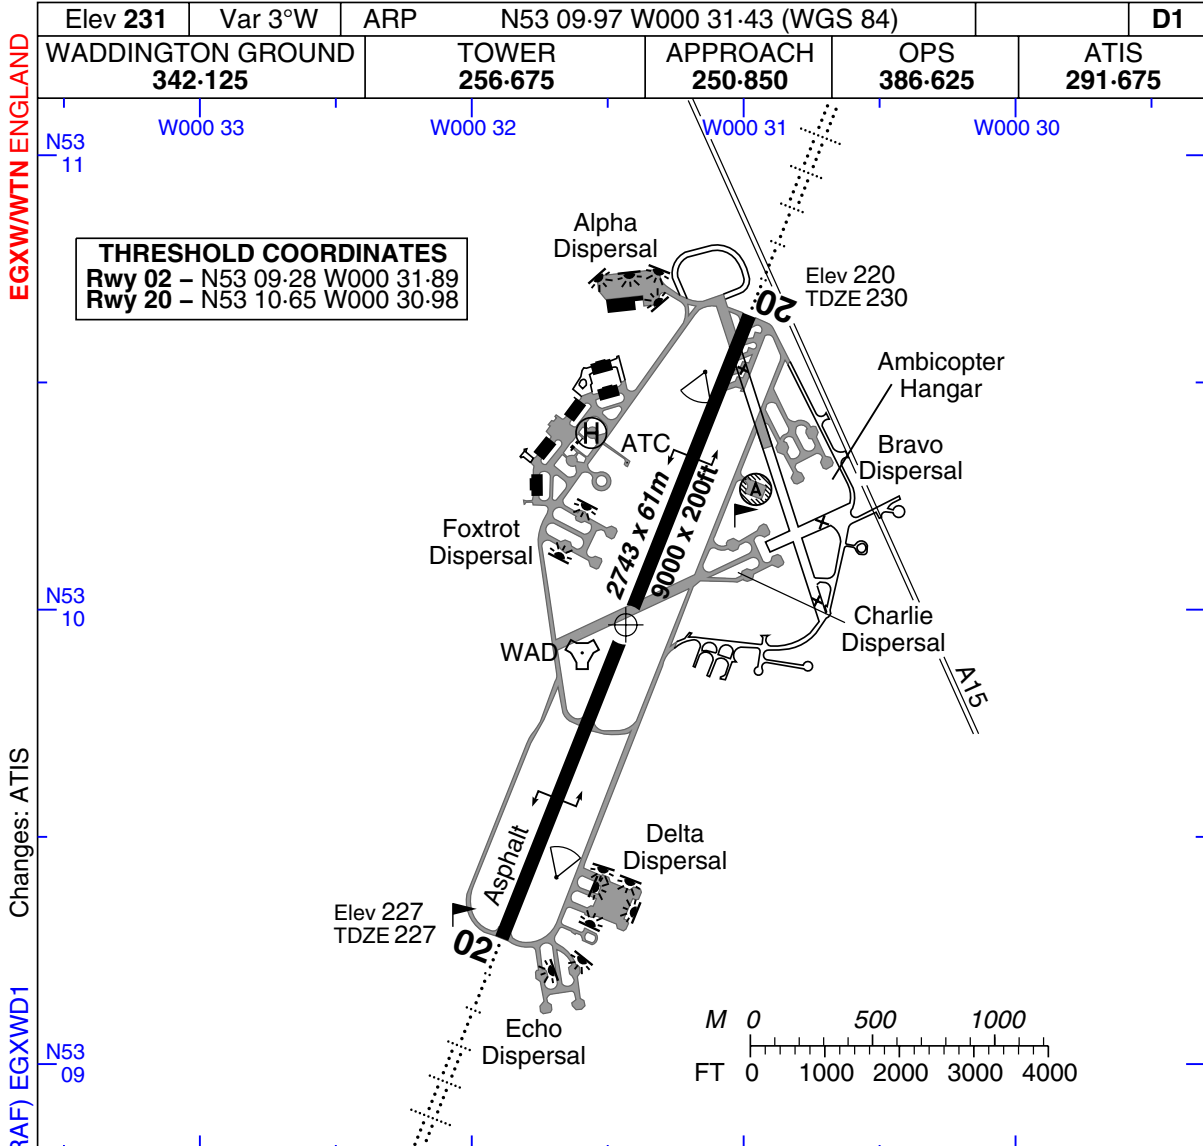 Elev 231 Var 3°W ARP N53 09·97 W000 31·43 (WGS 84) D1
WADDINGTON GROUND TOWER APPROACH OPS ATIS
342·125 256·675 250·850 386·625 291·675
EGXW/WTN ENGLAND
W000 33 W000 32 W000 31 W000 30
N53
11
Alpha
Dispersal
THRESHOLD COORDINATES
Rwy 02 – N53 09·28 W000 31·89
Rwy 20 – N53 10·65 W000 30·98
Elev 220
TDZE 230
20
Ambicopter
Hangar
H
ATC
Bravo
Dispersal
A
Foxtrot
Dispersal
2743 x 61m
9000 x 200ft
N53
10
Charlie
Dispersal
WAD
A15
Changes: ATIS
Asphalt
Delta
Dispersal
Elev 227
TDZE 227
02
RAF) EGXWD1
Echo
Dispersal
N53
09
M 0 500 1000
FT 0 1000 2000 3000 4000